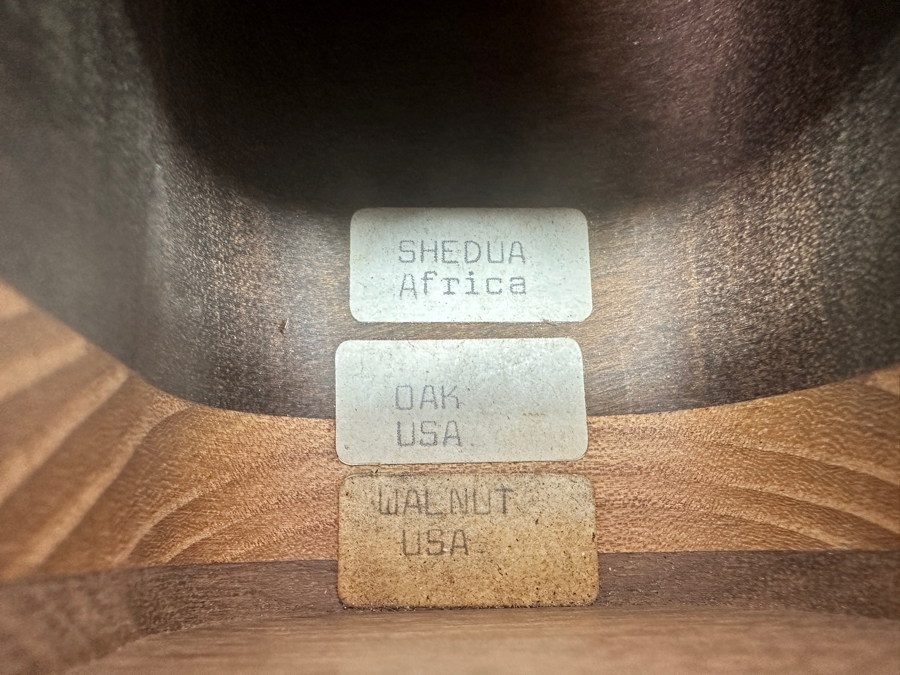 SHEDUA
Africa
OAK
USA
WALNUT
USA